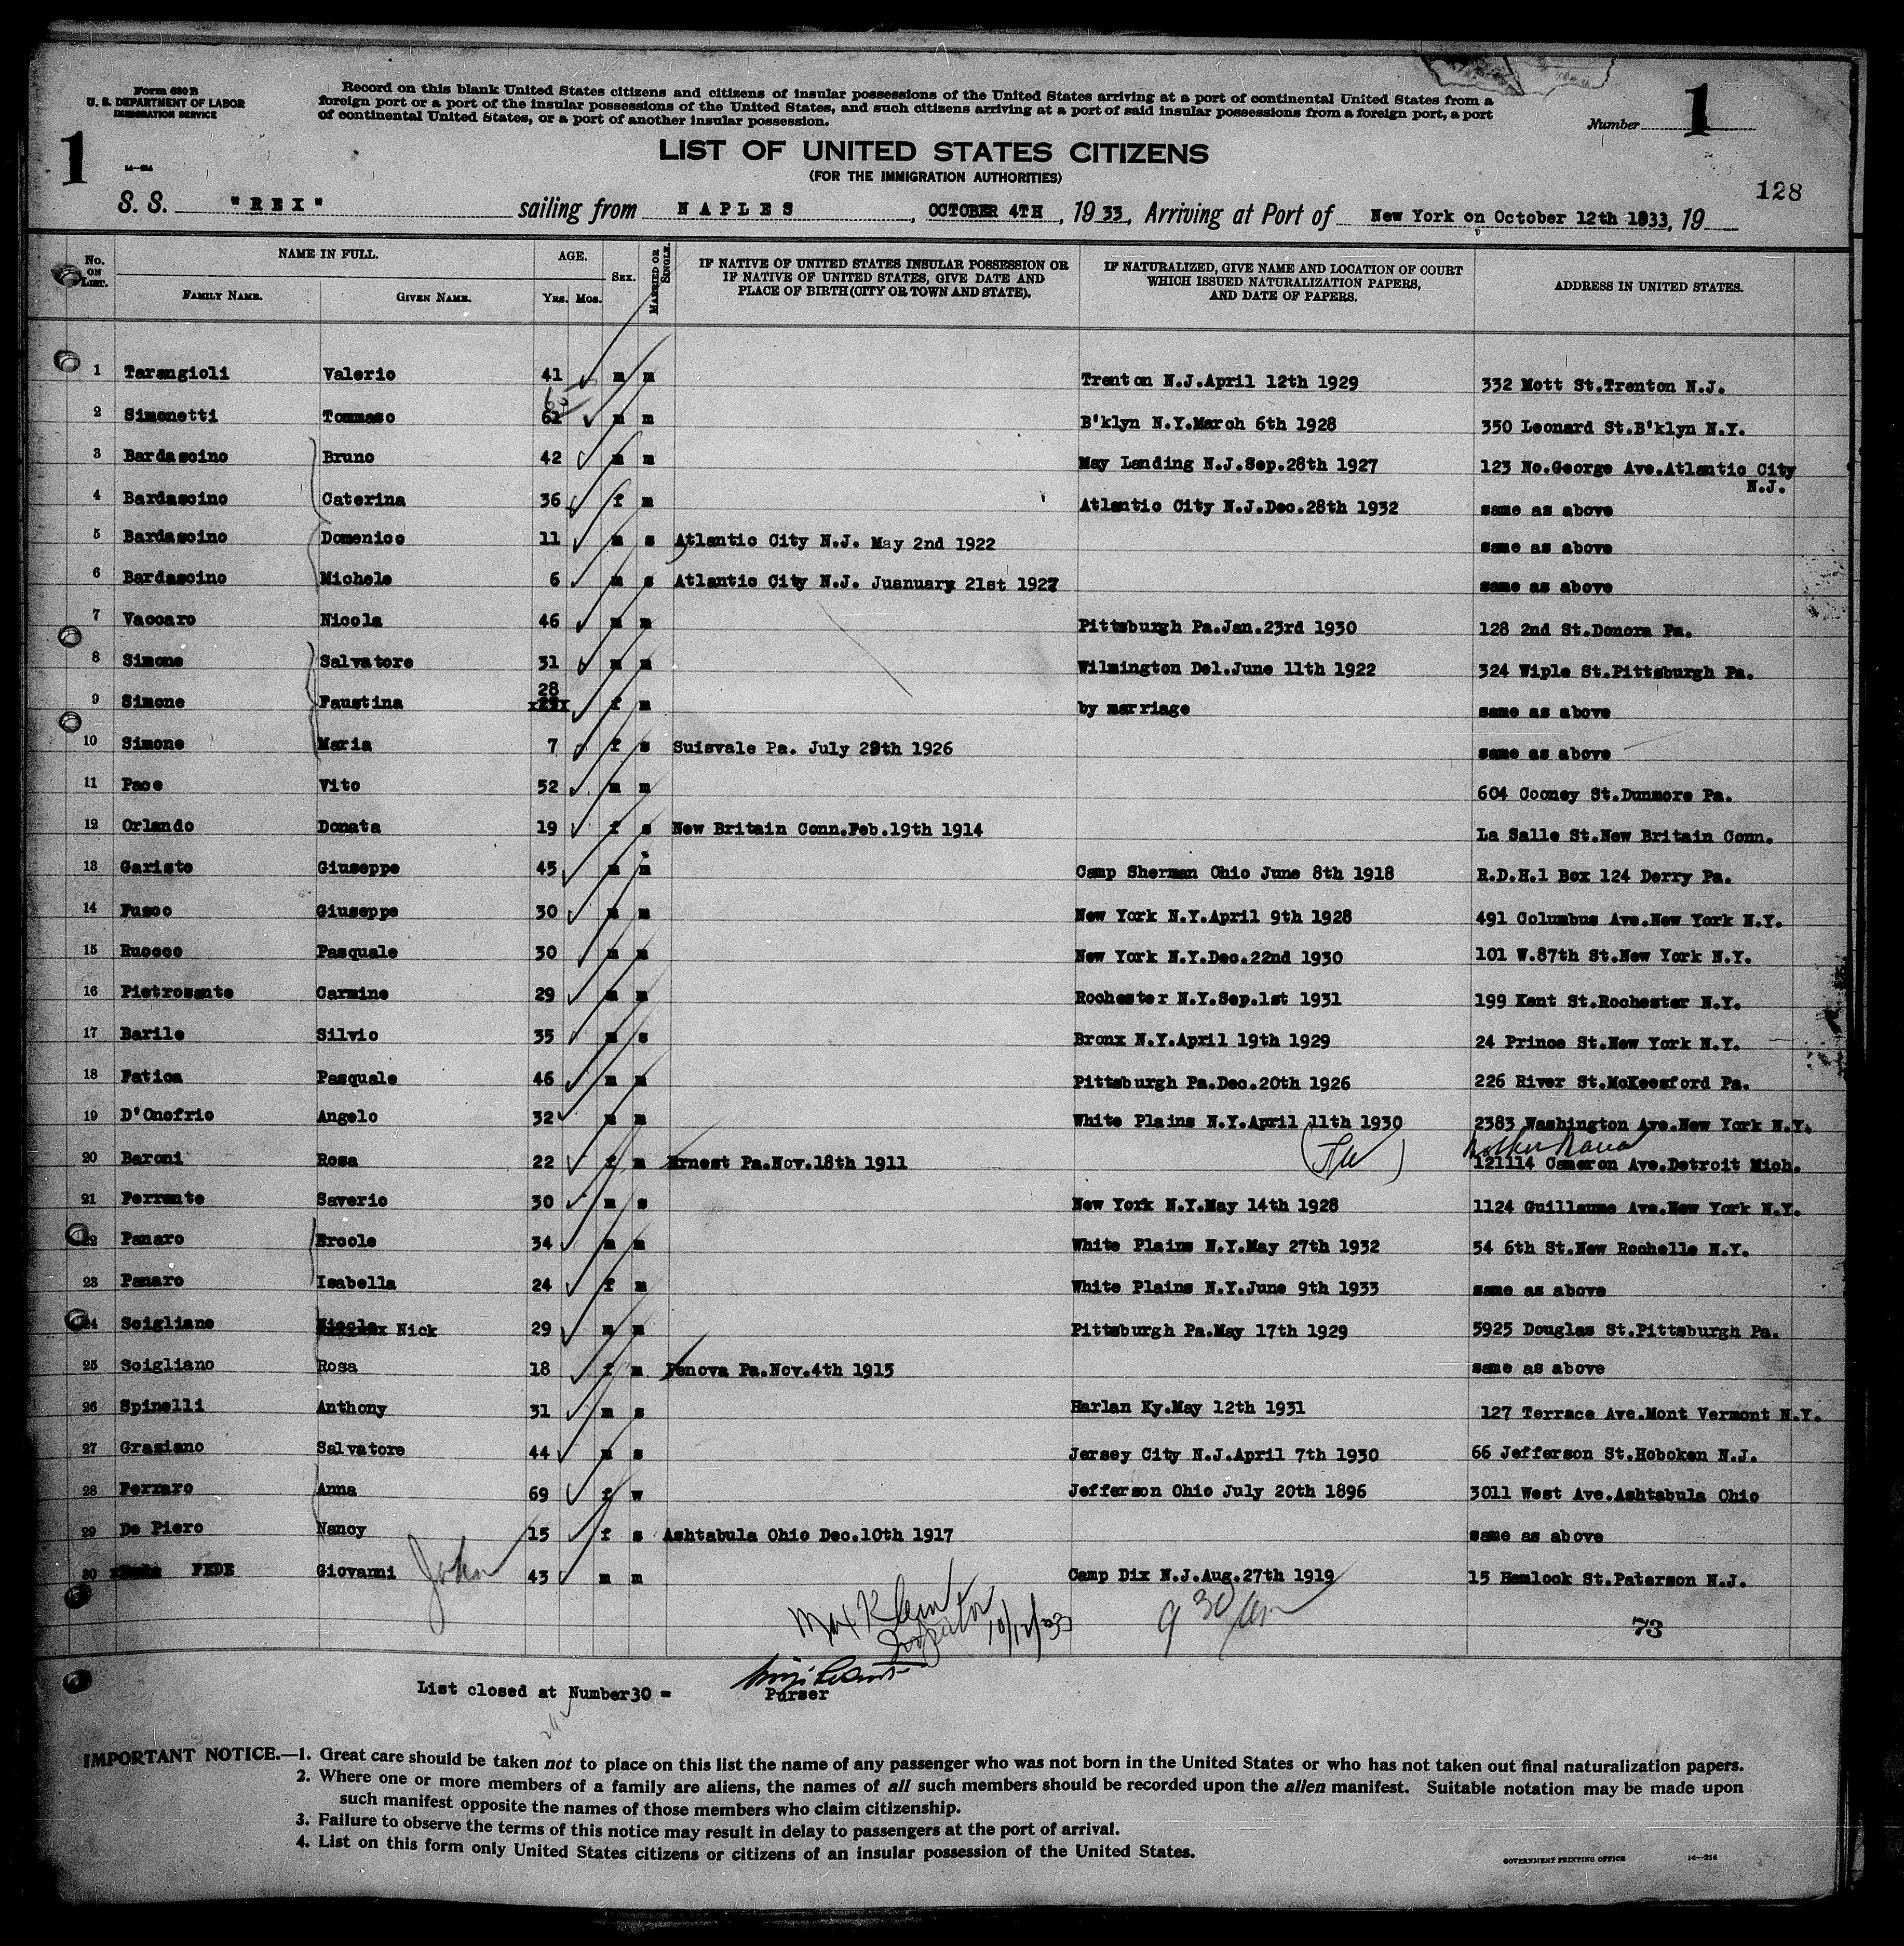 Form 630 B
U. S. DEPARTMENT OF LABOR
IMMIGRATION SERVICE
Record on this blank United States citizens and citizens of insular possessions of the United States arriving at a port of continental United States from a
foreign port or a port of the insular possessions of the United States, and such citizens arriving at a port of said insular possessions from a foreign port, a port
of continental United States, or a port of another insular possession.
Number 1
1
14—214
LIST OF UNITED STATES CITIZENS
(FOR THE IMMIGRATION AUTHORITIES)
128
S. S. "REX" sailing from NAPLES, OCTOBER 4TH, 1933, Arriving at Port of New York on October 12th 1933, 19
No. ON LIST. NAME IN FULL. FAMILY NAME. GIVEN NAME. AGE. YRS. MOS. SEX. MARRIED OR SINGLE. IF NATIVE OF UNITED STATES INSULAR POSSESSION OR IF NATIVE OF UNITED STATES, GIVE DATE AND PLACE OF BIRTH (CITY OR TOWN AND STATE). IF NATURALIZED, GIVE NAME AND LOCATION OF COURT WHICH ISSUED NATURALIZATION PAPERS, AND DATE OF PAPERS. ADDRESS IN UNITED STATES.
1 Tarangioli Valerio 41 m m Trenton N.J.April 12th 1929 332 Mott St.Trenton N.J.
2 Simonetti Tommaso 61 m m B'klyn N.Y.March 6th 1928 350 Leonard St.B'klyn N.Y.
3 Bardascino Bruno 42 m m May Landing N.J.Sep.28th 1927 123 No.George Ave.Atlantic City
N.J.
4 Bardascino Caterina 36 f m Atlantic City N.J.Dec.28th 1932 same as above
5 Bardascino Domenico 11 m s Atlantic City N.J. May 2nd 1922 same as above
6 Bardascino Michele 6 m s Atlantic City N.J. Juanuary 21st 1927 same as above
7 Vaccaro Nicola 46 m m Pittsburgh Pa.Jan.23rd 1930 128 2nd St.Donora Pa.
8 Simone Salvatore 31 m m Wilmington Del.June 11th 1922 324 Wiple St.Pittsburgh Pa.
9 Simone Faustina 28 f m by marriage same as above
10 Simone Maria 7 f s Suisvale Pa. July 28th 1926 same as above
11 Pace Vito 52 m m 604 Cooney St.Dunmore Pa.
12 Orlando Donata 19 f s New Britain Conn.Feb.19th 1914 La Salle St.New Britain Conn.
13 Garisto Giuseppe 45 m m Camp Sherman Ohio June 8th 1918 R.D.H.1 Box 124 Derry Pa.
14 Fusco Giuseppe 30 m m New York N.Y.April 9th 1928 491 Columbus Ave.New York N.Y.
15 Ruocco Pasquale 30 m m New York N.Y.Dec.22nd 1930 101 W.87th St.New York N.Y.
16 Pietrosante Carmine 29 m m Rochester N.Y.Sep.1st 1931 199 Kent St.Rochester N.Y.
17 Barile Silvio 35 m s Bronx N.Y.April 19th 1929 24 Prince St.New York N.Y.
18 Fatica Pasquale 46 m m Pittsburgh Pa.Dec.20th 1926 226 River St.McKeesford Pa.
19 D'Onofrio Angelo 32 m m White Plains N.Y.April 11th 1930 2383 Washington Ave.New York N.Y.
20 Baroni Rosa 22 f m Ernest Pa.Nov.18th 1911 121114 Cameron Ave.Detroit Mich.
21 Ferrante Saverio 30 m s New York N.Y.May 14th 1928 1124 Guillaume Ave.New York N.Y.
22 Panaro Ercole 34 m m White Plains N.Y.May 27th 1932 54 6th St.New Rochelle N.Y.
23 Panaro Isabella 24 f m White Plains N.Y.June 9th 1933 same as above
24 Scigliano Nick 29 m m Pittsburgh Pa.May 17th 1929 5925 Douglas St.Pittsburgh Pa.
25 Scigliano Rosa 18 f m Penova Pa.Nov.4th 1915 same as above
26 Spinelli Anthony 31 m s Harlan Ky.May 12th 1931 127 Terrace Ave.Mont Vermont N.Y.
27 Graziano Salvatore 44 m s Jersey City N.J.April 7th 1930 66 Jefferson St.Hoboken N.J.
28 Ferraro Anna 69 f w Jefferson Ohio July 20th 1896 3011 West Ave.Ashtabula Ohio
29 De Piero Nancy 15 f s Ashtabula Ohio Dec.10th 1917 same as above
30 FEDE Giovanni John 43 m m Camp Dix N.J.Aug.27th 1919 15 Hemlock St.Paterson N.J.
Max Klein
Inspector 10/12/33
9 30 am
73
List closed at Number30 =
Purser
IMPORTANT NOTICE.—1. Great care should be taken not to place on this list the name of any passenger who was not born in the United States or who has not taken out final naturalization papers.
2. Where one or more members of a family are aliens, the names of all such members should be recorded upon the alien manifest. Suitable notation may be made upon
such manifest opposite the names of those members who claim citizenship.
3. Failure to observe the terms of this notice may result in delay to passengers at the port of arrival.
4. List on this form only United States citizens or citizens of an insular possession of the United States.
GOVERNMENT PRINTING OFFICE 14—214